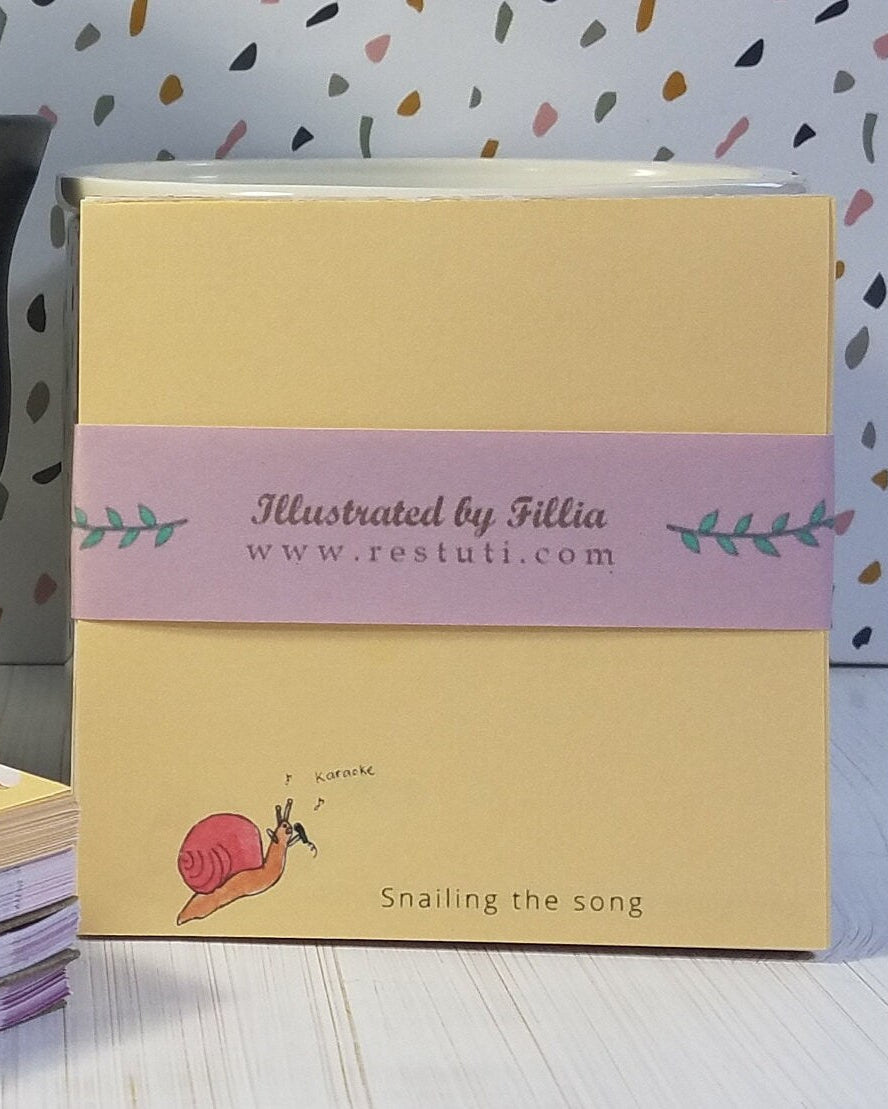 Illustrated by Fillia
www.restuti.com
Karaoke
Snailing the song